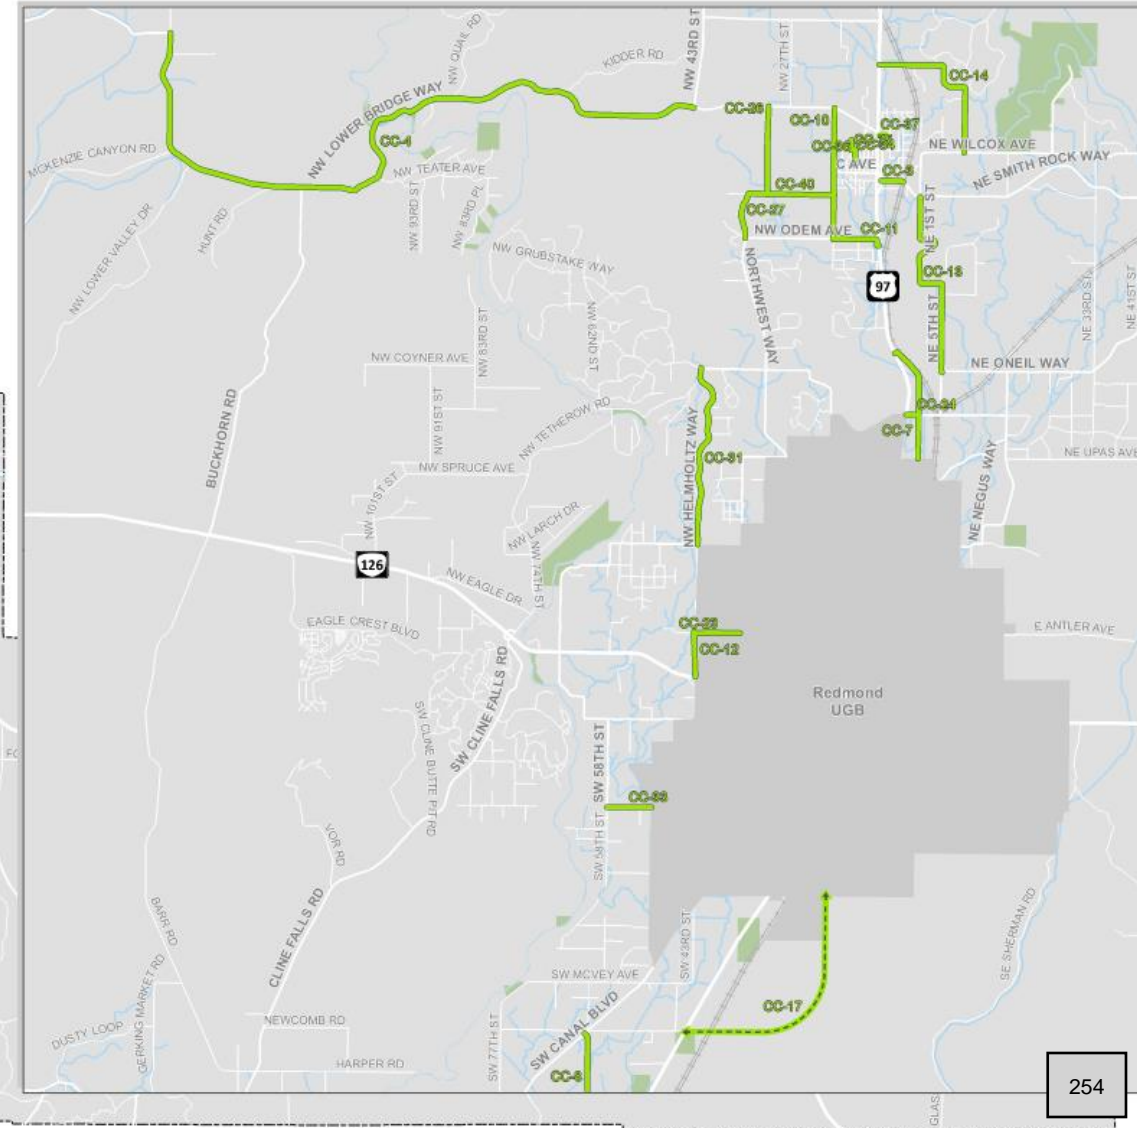 NW QUAIL RD
NW 43RD ST
KIDDER RD
NW 27TH ST
CC-14
NW LOWER BRIDGE WAY
CC-26
CC-10
CC-37
CC-4
NE WILCOX AVE
MCKENZIE CANYON RD
C AVE
NE SMITH ROCK WAY
NW TEATER AVE
CC-3
CC-40
NW 93RD ST
NW 83RD PL
NE 1ST ST
NW LOWER VALLEY DR
HUNT RD
CC-27
NW ODEM AVE
CC-11
NW GRUBSTAKE WAY
CC-13
97
NORTHWEST WAY
NE 33RD ST
NE 41ST ST
NW 62ND ST
NW 83RD ST
NE 5TH ST
NW COYNER AVE
NE ONEIL WAY
BUCKHORN RD
NW 91ST ST
NW TETHEROW RD
CC-24
CC-7
NW HELMHOLTZ WAY
CC-31
NE UPAS AVE
NW SPRUCE AVE
NW 101ST ST
NE NEGUS WAY
NW LARCH DR
126
NW 74TH ST
NW EAGLE DR
EAGLE CREST BLVD
CC-23
E ANTLER AVE
CC-12
SW CLINE FALLS RD
Redmond
UGB
SW CLINE BUTTE PIT RD
SW 58TH ST
FO
CC-33
SW 58TH ST
VOR RD
BARR RD
CLINE FALLS RD
SW 43RD ST
SE SHERMAN RD
GERKING MARKET RD
SW MCVEY AVE
CC-17
DUSTY LOOP
NEWCOMB RD
SW 77TH ST
SW CANAL BLVD
HARPER RD
254
GLAS